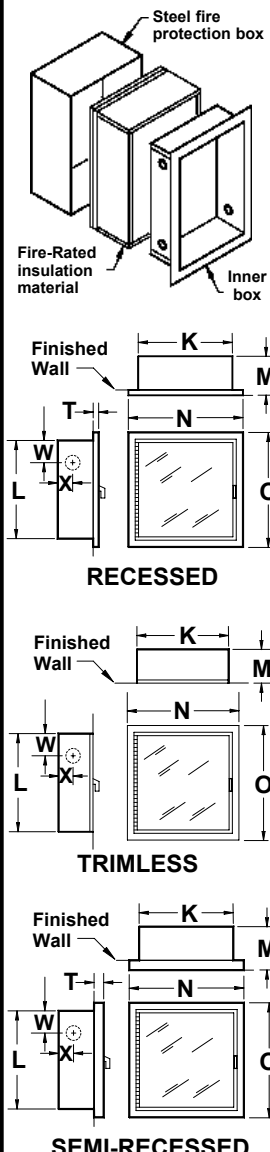 Steel fire
protection box
Fire-Rated
insulation
material
Inner
box
Finished
Wall
K
M
T
N
W
X
L
O
RECESSED
Finished
Wall
K
M
N
W
X
L
O
TRIMLESS
Finished
Wall
K
M
T
N
W
X
L
O
SEMI-RECESSED